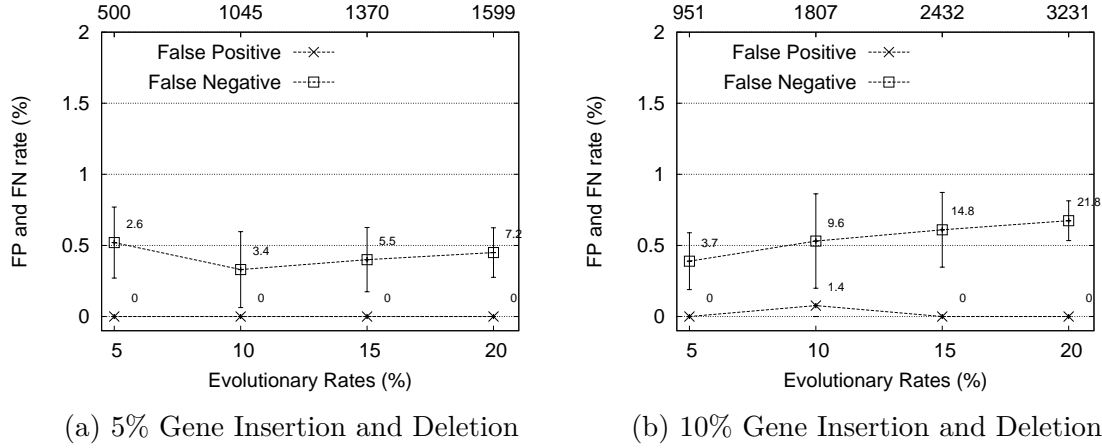 500 1045 1370 1599
2
False Positive
False Negative
1.5
1
0.5
0
FP and FN rate (%)
2.6
3.4
5.5
7.2
0 0 0 0
5 10 15 20
Evolutionary Rates (%)
(a) 5% Gene Insertion and Deletion
951 1807 2432 3231
2
False Positive
False Negative
1.5
1
0.5
0
FP and FN rate (%)
3.7
9.6
14.8
21.8
0 1.4 0 0
5 10 15 20
Evolutionary Rates (%)
(b) 10% Gene Insertion and Deletion